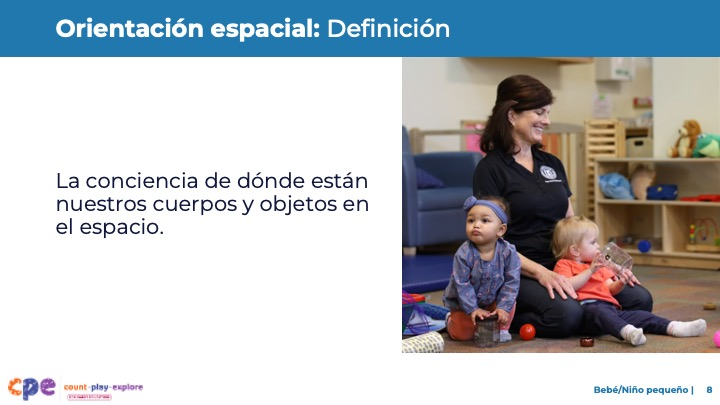 Orientación espacial: Definición
La conciencia de dónde están
nuestros cuerpos y objetos en
el espacio.
cpe
count-play-explore
Bebé/Niño pequeño | 8